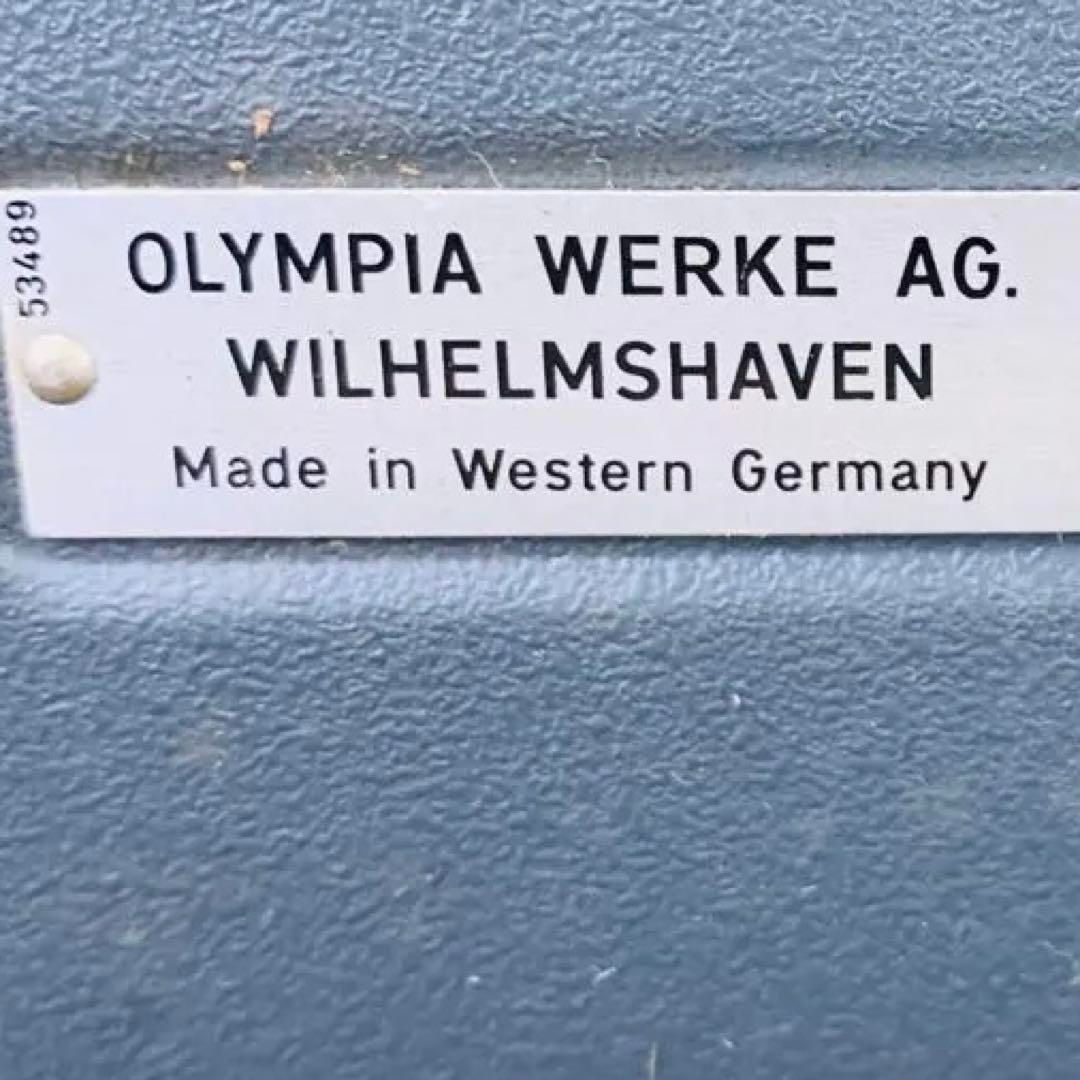 53489
OLYMPIA WERKE AG.
WILHELMSHAVEN
Made in Western Germany